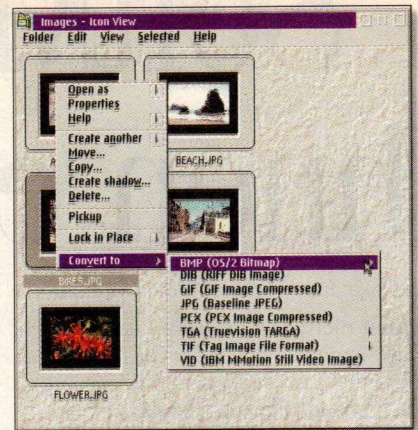 Images - Icon View
Folder Edit View Selected Help
Open as
Properties
Help
Create another
Move...
Copy...
Create shadow...
Delete...
Pickup
Lock in Place
Convert to
BEACH.JPG
BMP (OS/2 Bitmap)
DIB (RIFF DIB Image)
GIF (GIF Image Compressed)
JPG (Baseline JPEG)
PCX (PCX Image Compressed)
TGA (Truevision TARGA)
TIF (Tag Image File Format)
VID (IBM MMotion Still Video Image)
FLOWER.JPG